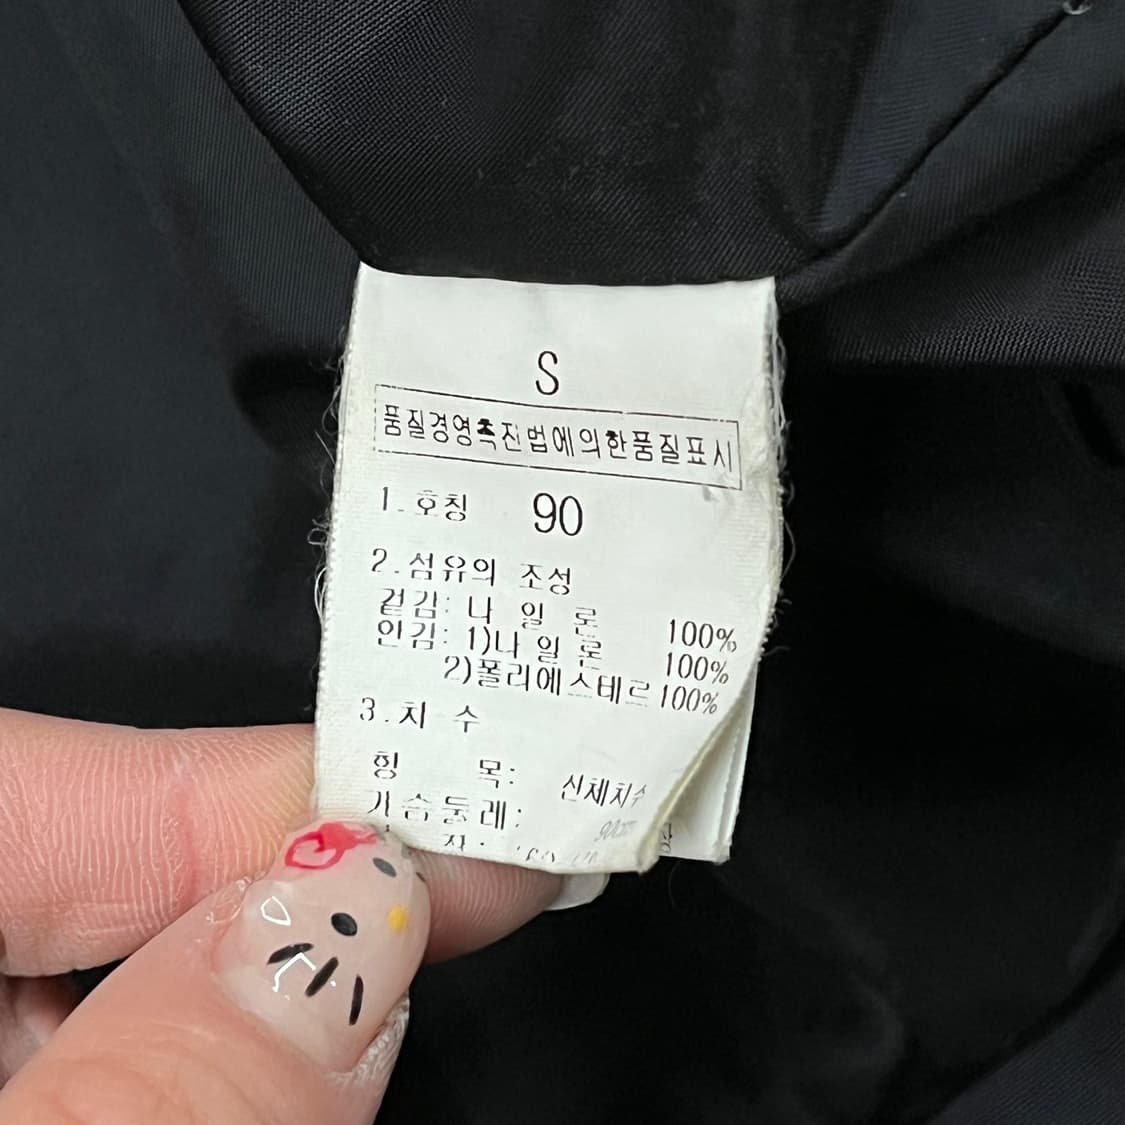 S
품질경영촉진법에의한품질표시
1.호칭 90
2.섬유의 조성
겉감: 나 일 론 100%
안감: 1)나 일 론 100%
2)폴리에스테르 100%
3.치 수
항 목: 신체치수
가슴둘레: 90cm
장: